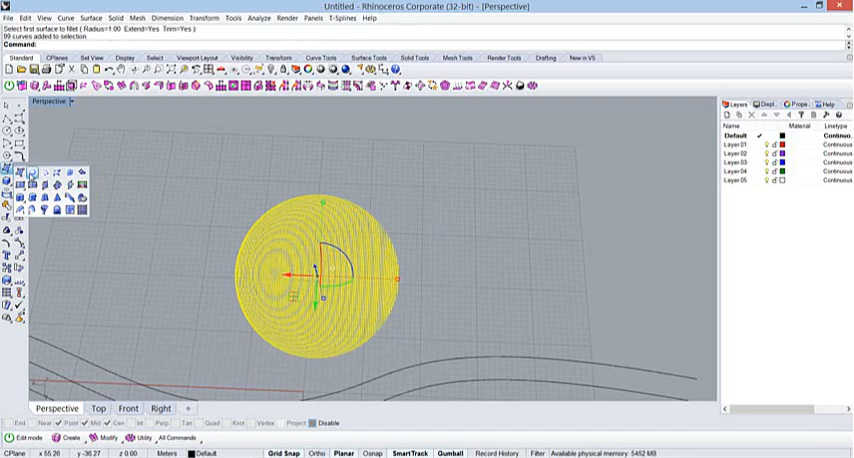 Untitled - Rhinoceros Corporate (32-bit) - [Perspective]
File Edit View Curve Surface Solid Mesh Dimension Transform Tools Analyze Render Panels T-Splines Help
Select first surface to fillet ( Radius=1.00 Extend=Yes Trim=Yes )
99 curves added to selection.
Command:
Standard CPlanes Set View Display Select Viewport Layout Visibility Transform Curve Tools Surface Tools Solid Tools Mesh Tools Render Tools Drafting New in V5
Perspective
Layers Displ... Prope... Help
Name Material Linetype
Default Continuo...
Layer 01 Continuous
Layer 02 Continuous
Layer 03 Continuous
Layer 04 Continuous
Layer 05 Continuous
Perspective Top Front Right
End Near Point Mid Cen Int Perp Tan Quad Knot Vertex Project Disable
Edit mode Create Modify Utility All Commands
CPlane x 55.26 y -36.27 z 0.00 Meters Default Grid Snap Ortho Planar Osnap SmartTrack Gumball Record History Filter Available physical memory: 5452 MB